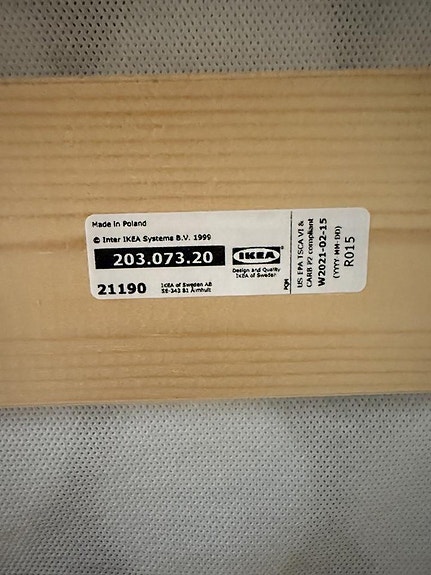 Made in Poland
© Inter IKEA Systems B.V. 1999
203.073.20
21190
IKEA of Sweden AB
SE-343 81 Älmhult
IKEA®
Design and Quality
IKEA of Sweden
PQM
US EPA TSCA VI &
CARB P2 compliant
W2021-02-15
(YYYY-MM-DD)
R015